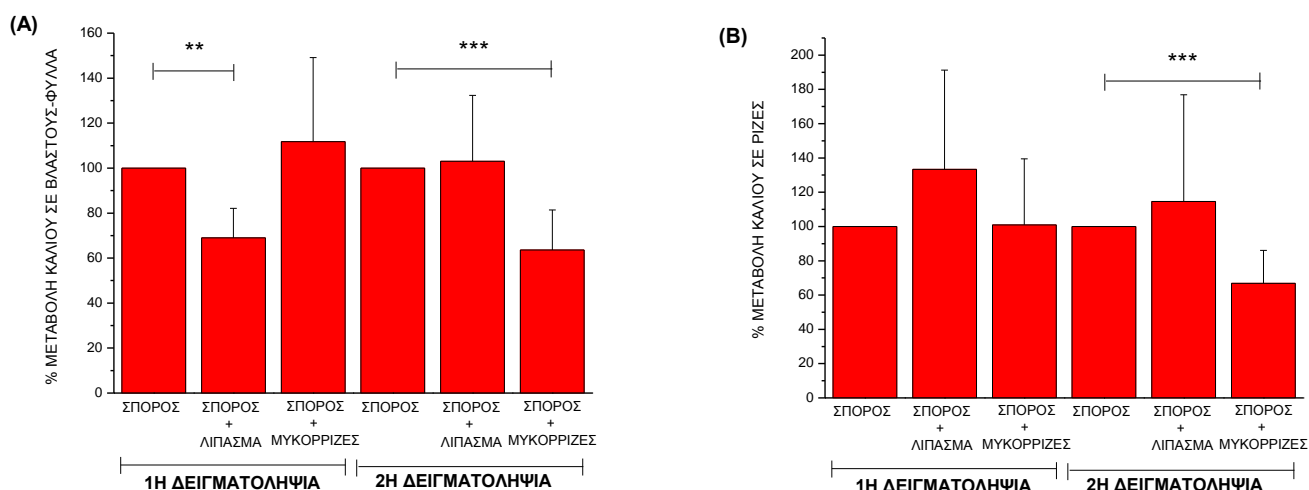 (A)
% ΜΕΤΑΒΟΛΗ ΚΑΛΙΟΥ ΣΕ ΒΛΑΣΤΟΥΣ-ΦΥΛΛΑ
160
140
120
100
80
60
40
20
0
**
***
ΣΠΟΡΟΣ
ΣΠΟΡΟΣ
+
ΛΙΠΑΣΜΑ
ΣΠΟΡΟΣ
+
ΜΥΚΟΡΡΙΖΕΣ
ΣΠΟΡΟΣ
ΣΠΟΡΟΣ
+
ΛΙΠΑΣΜΑ
ΣΠΟΡΟΣ
+
ΜΥΚΟΡΡΙΖΕΣ
1Η ΔΕΙΓΜΑΤΟΛΗΨΙΑ
2Η ΔΕΙΓΜΑΤΟΛΗΨΙΑ
(Β)
% ΜΕΤΑΒΟΛΗ ΚΑΛΙΟΥ ΣΕ ΡΙΖΕΣ
200
180
160
140
120
100
80
60
40
20
0
***
ΣΠΟΡΟΣ
ΣΠΟΡΟΣ
+
ΛΙΠΑΣΜΑ
ΣΠΟΡΟΣ
+
ΜΥΚΟΡΡΙΖΕΣ
ΣΠΟΡΟΣ
ΣΠΟΡΟΣ
+
ΛΙΠΑΣΜΑ
ΣΠΟΡΟΣ
+
ΜΥΚΟΡΡΙΖΕΣ
1Η ΔΕΙΓΜΑΤΟΛΗΨΙΑ
2Η ΔΕΙΓΜΑΤΟΛΗΨΙΑ